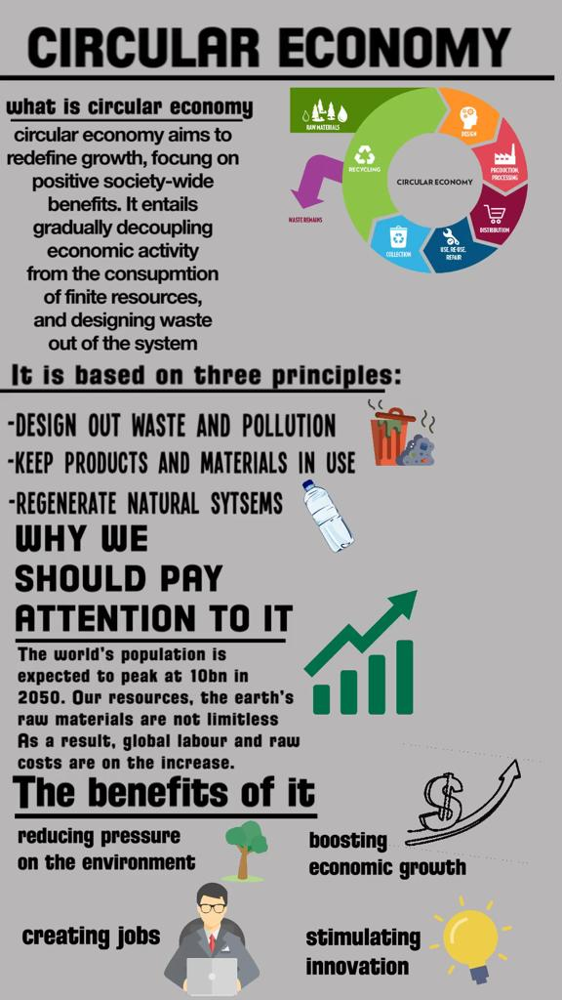 CIRCULAR ECONOMY
what is circular economy
circular economy aims to
redefine growth, focung on
positive society-wide
benefits. It entails
gradually decoupling
economic activity
from the consupmtion
of finite resources,
and designing waste
out of the system
RAW MATERIALS
DESIGN
PRODUCTION,
PROCESSING
DISTRIBUTION
USE, RE-USE,
REPAIR
COLLECTION
RECYCLING
WASTE REMAINS
CIRCULAR ECONOMY
It is based on three principles:
-DESIGN OUT WASTE AND POLLUTION
-KEEP PRODUCTS AND MATERIALS IN USE
-REGENERATE NATURAL SYTSEMS
WHY WE
SHOULD PAY
ATTENTION TO IT
The world's population is
expected to peak at 10bn in
2050. Our resources, the earth's
raw materials are not limitless
As a result, global labour and raw
costs are on the increase.
The benefits of it
reducing pressure
on the environment
boosting
economic growth
creating jobs
stimulating
innovation